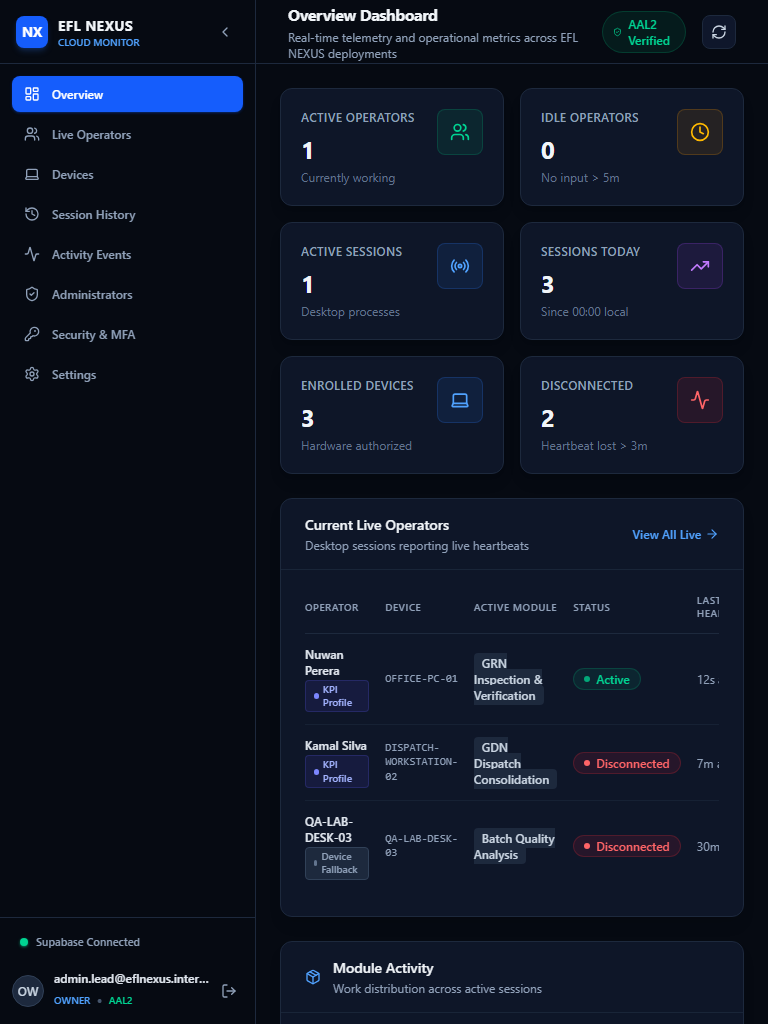 NX
EFL NEXUS
CLOUD MONITOR
Overview
Live Operators
Devices
Session History
Activity Events
Administrators
Security & MFA
Settings
Supabase Connected
OW
admin.lead@eflnexus.inter...
OWNER • AAL2
Overview Dashboard
Real-time telemetry and operational metrics across EFL
NEXUS deployments
AAL2
Verified
ACTIVE OPERATORS
1
Currently working
IDLE OPERATORS
0
No input > 5m
ACTIVE SESSIONS
1
Desktop processes
SESSIONS TODAY
3
Since 00:00 local
ENROLLED DEVICES
3
Hardware authorized
DISCONNECTED
2
Heartbeat lost > 3m
Current Live Operators
Desktop sessions reporting live heartbeats
View All Live
OPERATOR
DEVICE
ACTIVE MODULE
STATUS
LAST
HEA
Nuwan
Perera
KPI
Profile
OFFICE-PC-01
GRN
Inspection &
Verification
Active
12s
Kamal Silva
KPI
Profile
DISPATCH-
WORKSTATION-
02
GDN
Dispatch
Consolidation
Disconnected
7m
QA-LAB-
DESK-03
Device
Fallback
QA-LAB-DESK-
03
Batch Quality
Analysis
Disconnected
30m
Module Activity
Work distribution across active sessions